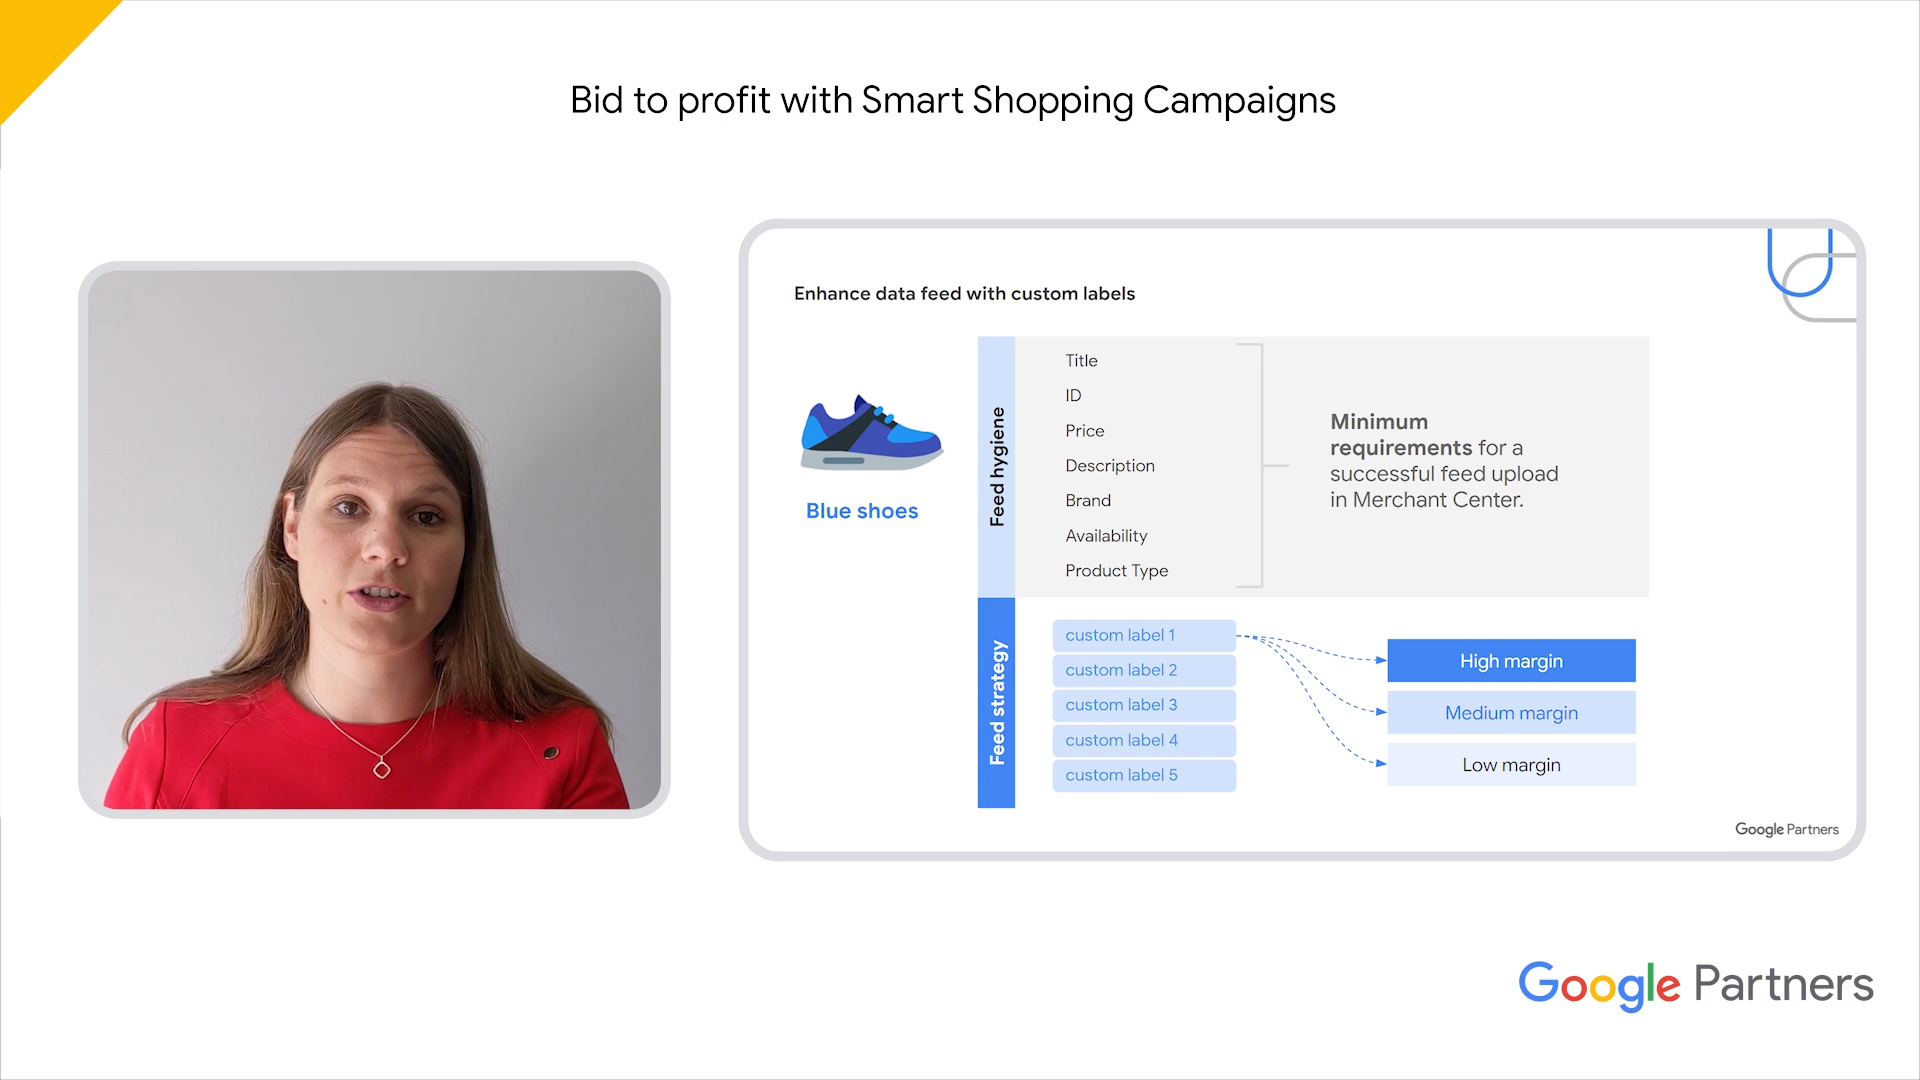 Bid to profit with Smart Shopping Campaigns
Enhance data feed with custom labels
Blue shoes
Feed hygiene
Title
ID
Price
Description
Brand
Availability
Product Type
Minimum
requirements for a
successful feed upload
in Merchant Center.
Feed strategy
custom label 1
custom label 2
custom label 3
custom label 4
custom label 5
High margin
Medium margin
Low margin
Google Partners
Google Partners